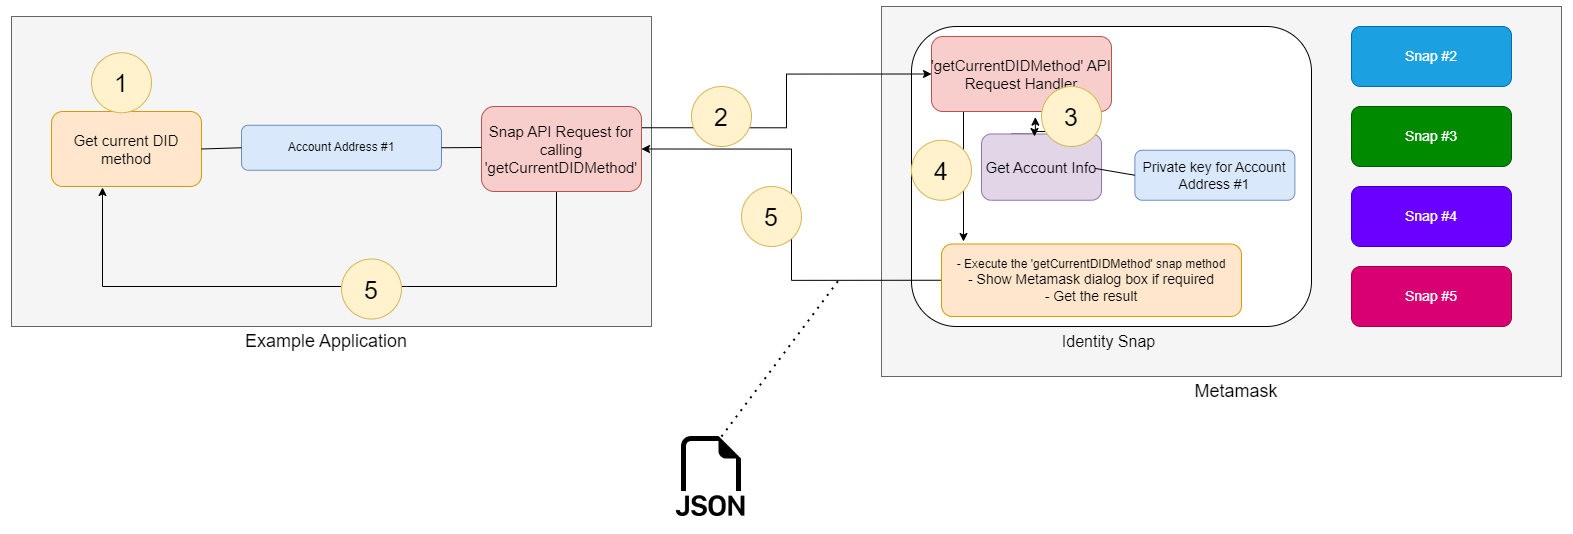 1
Get current DID
method
Account Address #1
Snap API Request for
calling
'getCurrentDIDMethod'
5
Example Application
2
5
'getCurrentDIDMethod' API
Request Handler
3
4
Get Account Info
Private key for Account
Address #1
- Execute the 'getCurrentDIDMethod' snap method
- Show Metamask dialog box if required
- Get the result
Identity Snap
Snap #2
Snap #3
Snap #4
Snap #5
Metamask
JSON